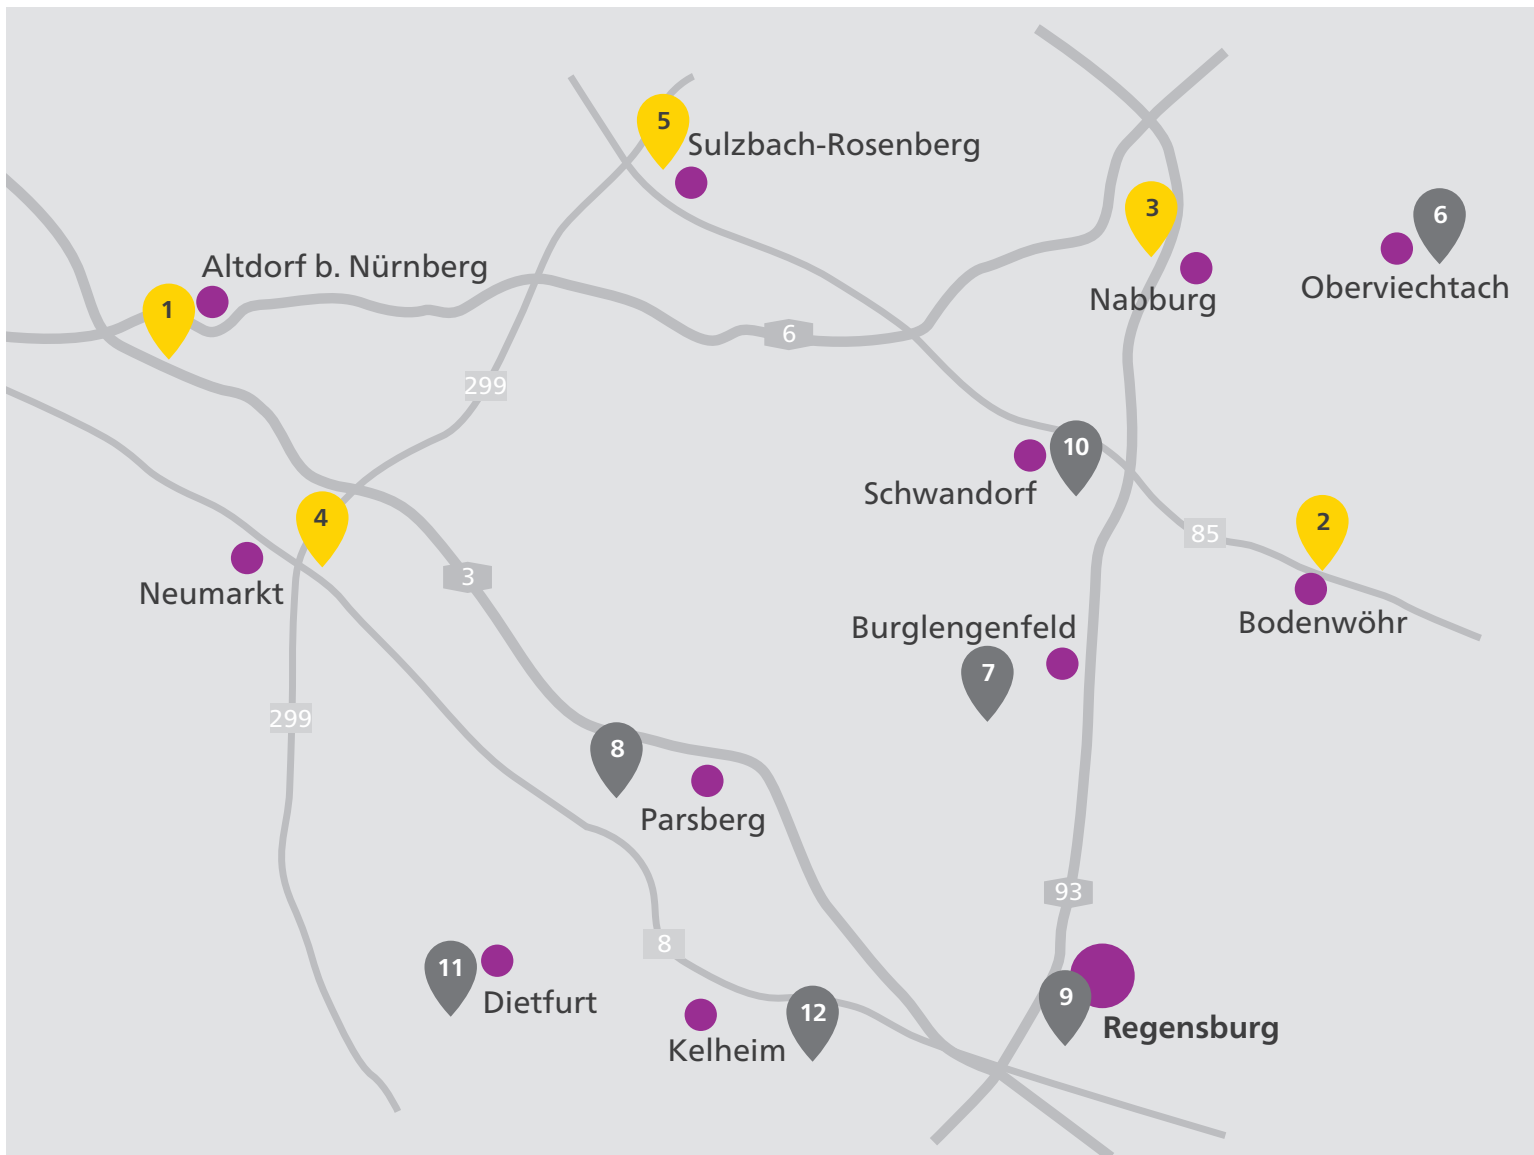 5
Sulzbach-Rosenberg
3
6
Altdorf b. Nürnberg
Nabburg
Oberviechtach
1
6
299
10
Schwandorf
4
2
85
Neumarkt
3
Bodenwöhr
Burglengenfeld
7
299
8
Parsberg
93
8
11
Dietfurt
9
12
Regensburg
Kelheim